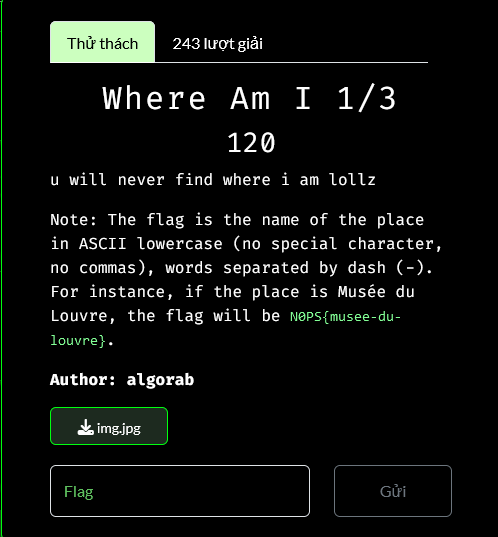 Thử thách
243 lượt giải
Where Am I 1/3
120
u will never find where i am lollz
Note: The flag is the name of the place
in ASCII lowercase (no special character,
no commas), words separated by dash (-).
For instance, if the place is Musée du
Louvre, the flag will be N0PS{musee-du-
louvre}.
Author: algorab
img.jpg
Flag
Gửi